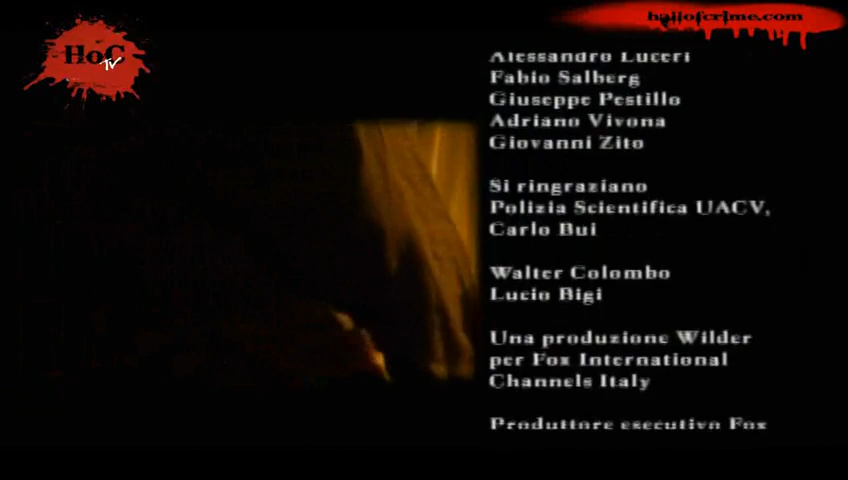 HoC
Tv
hallofcrime.com
Alessandro Luceri
Fabio Salberg
Giuseppe Pestillo
Adriano Vivona
Giovanni Zito
Si ringraziano
Polizia Scientifica UACV,
Carlo Bui
Walter Colombo
Lucio Bigi
Una produzione Wilder
per Fox International
Channels Italy
Produttore esecutivo Fox